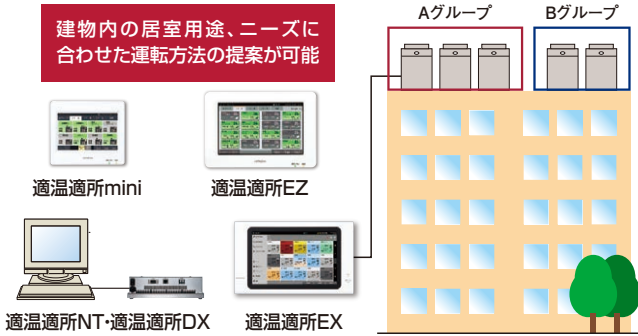 建物内の居室用途、ニーズに
合わせた運転方法の提案が可能
Aグループ
Bグループ
適温適所mini
適温適所EZ
適温適所NT・適温適所DX
適温適所EX